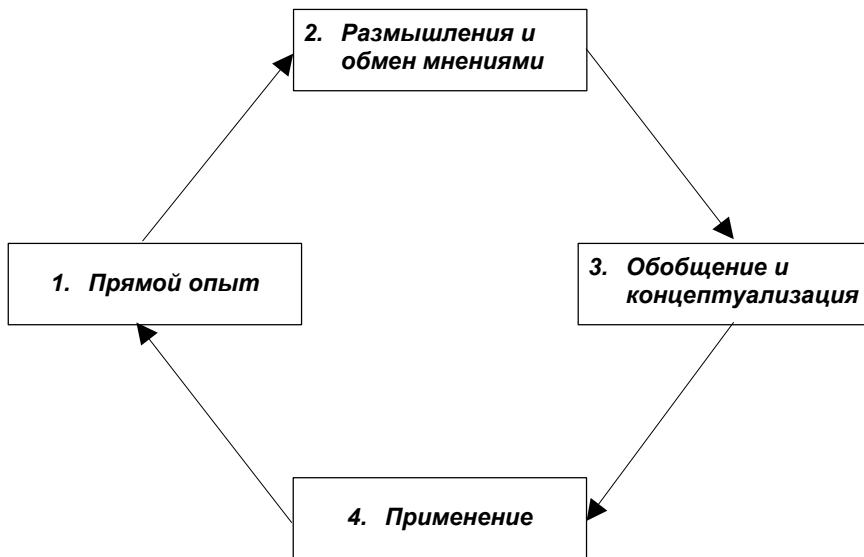 2. Размышления и
обмен мнениями
1. Прямой опыт
3. Обобщение и
концептуализация
4. Применение